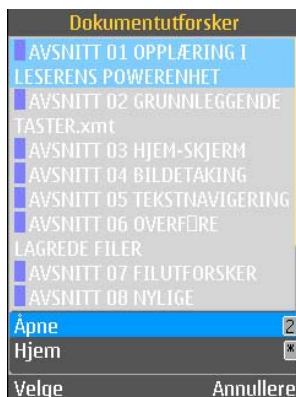 Dokumentutforsker
AVSNITT 01 OPPLÆRING I
LESERENS POWERENHET
AVSNITT 02 GRUNNLEGGENDE
TASTER.xmt
AVSNITT 03 HJEM-SKJERM
AVSNITT 04 BILDETAKING
AVSNITT 05 TEKSTNAVIGERING
AVSNITT 06 OVERF▯RE
LAGREDE FILER
AVSNITT 07 FILUTFORSKER
AVSNITT 08 NYLIGE
Åpne 2
Hjem *
Velge Annullere